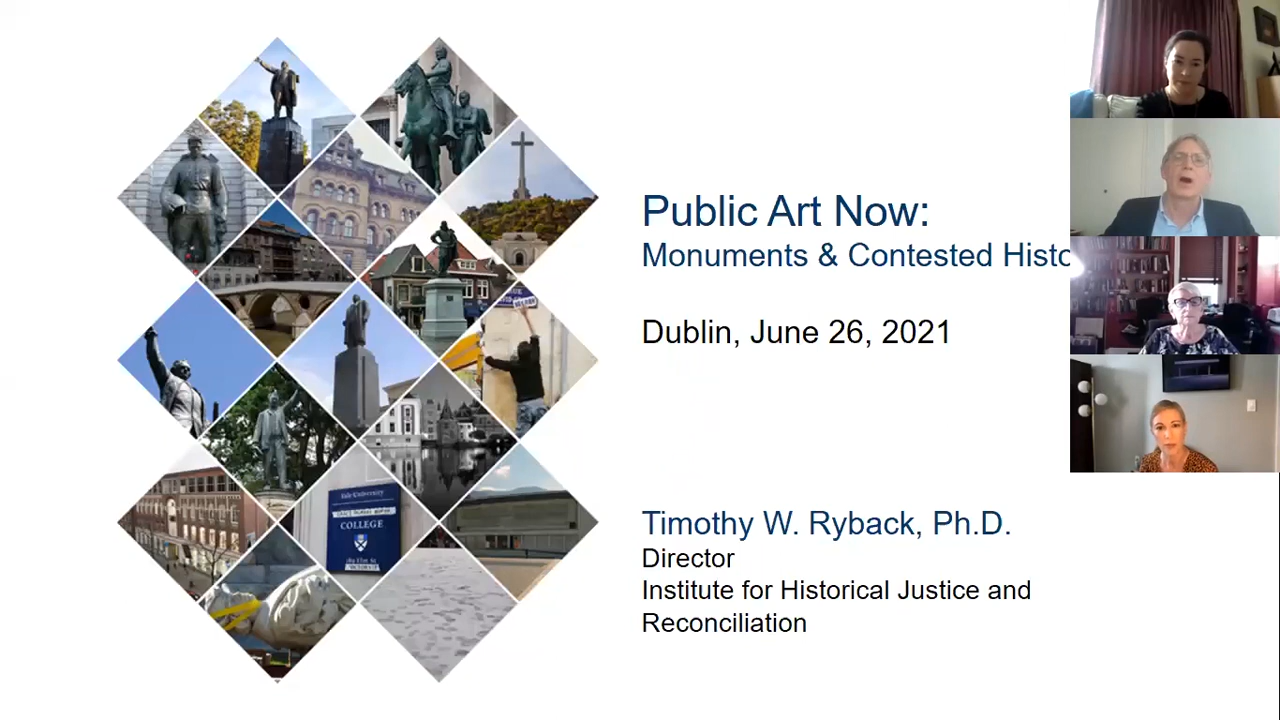 Public Art Now:
Monuments & Contested Histo
Dublin, June 26, 2021
Timothy W. Ryback, Ph.D.
Director
Institute for Historical Justice and
Reconciliation
Yale University
COLLEGE